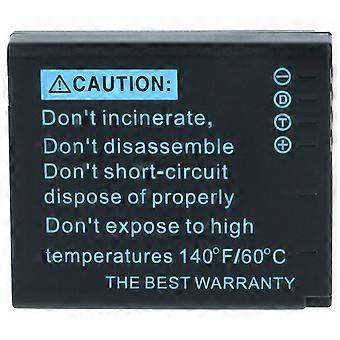 ⚠CAUTION:
Don't incinerate,
Don't disassemble
Don't short-circuit
dispose of properly
Don't expose to high
temperatures 140°F/60°C
THE BEST WARRANTY
⊖
D
T
⊕